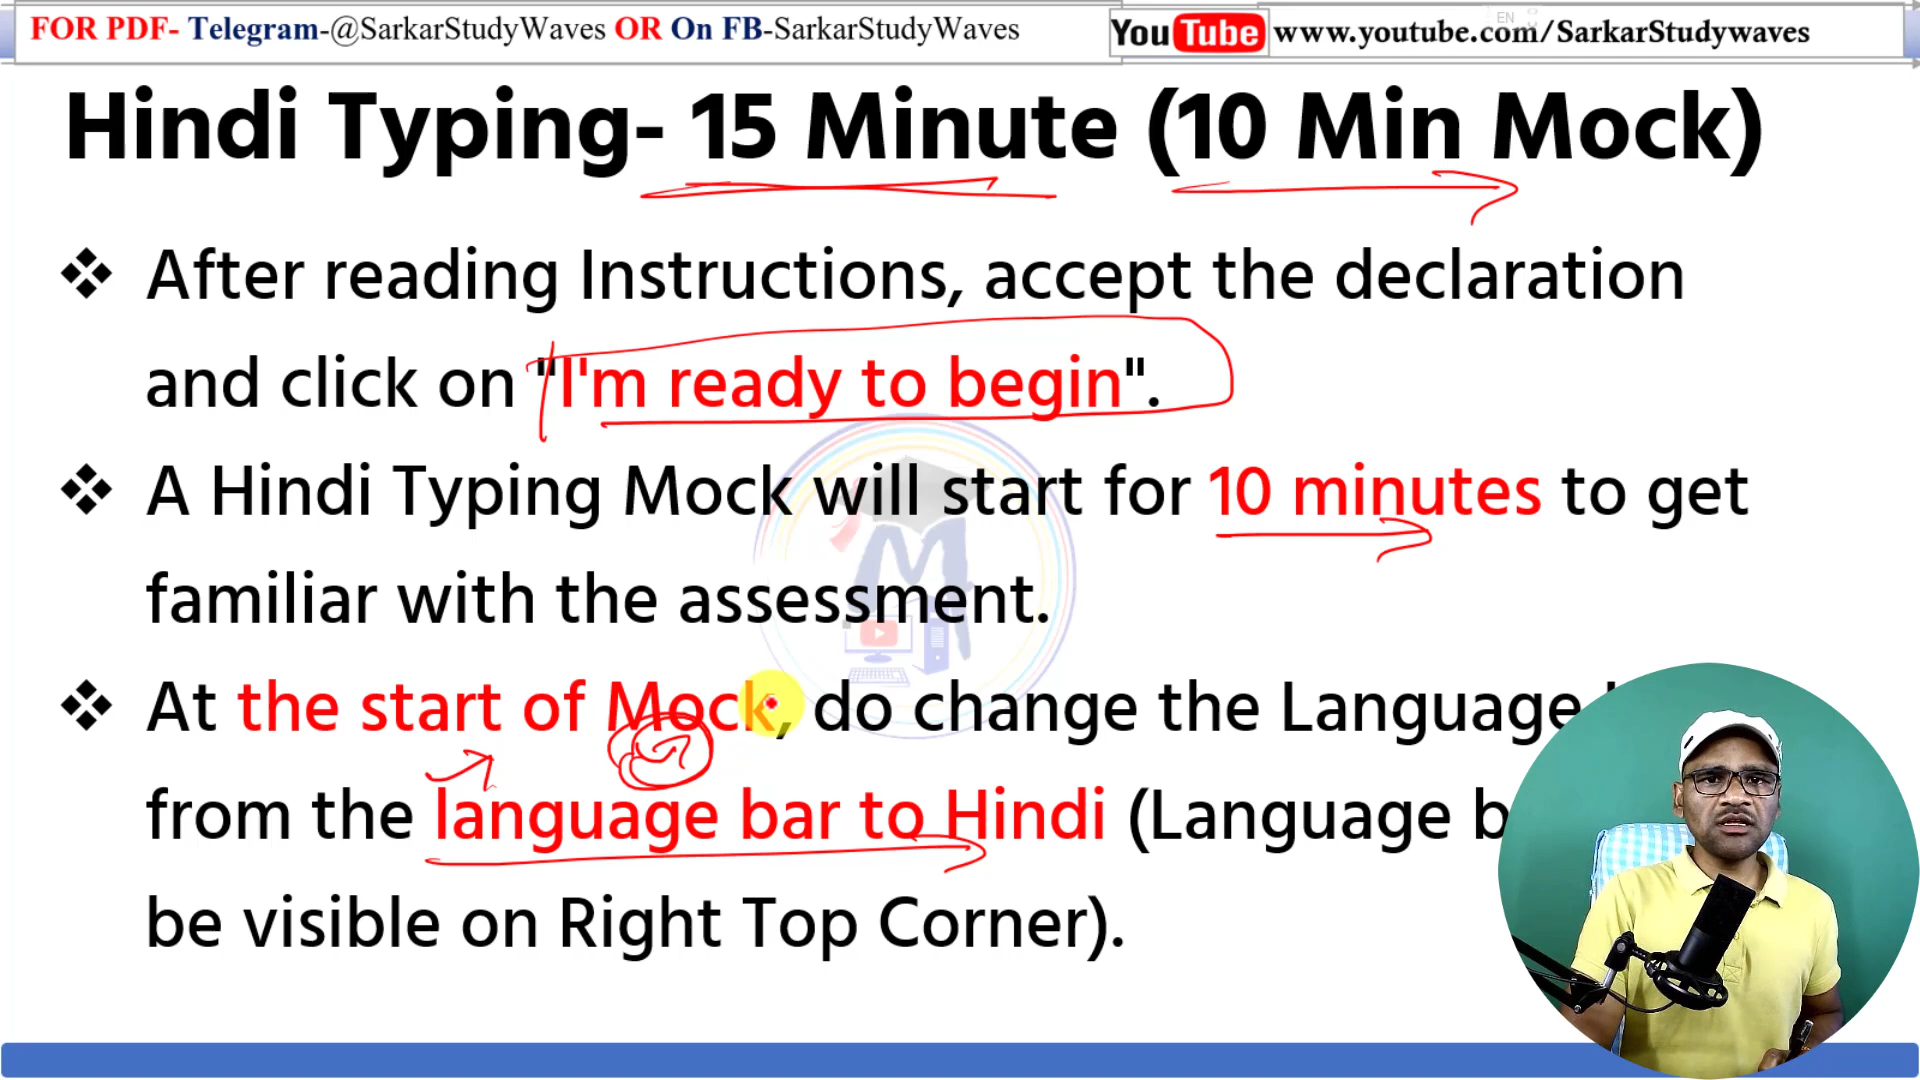 FOR PDF- Telegram-@SarkarStudyWaves OR On FB-SarkarStudyWaves
YouTube www.youtube.com/SarkarStudywaves
EN
Hindi Typing- 15 Minute (10 Min Mock)
❖ After reading Instructions, accept the declaration
and click on "I'm ready to begin".
❖ A Hindi Typing Mock will start for 10 minutes to get
familiar with the assessment.
❖ At the start of Mock, do change the Language
from the language bar to Hindi (Language
be visible on Right Top Corner).
M